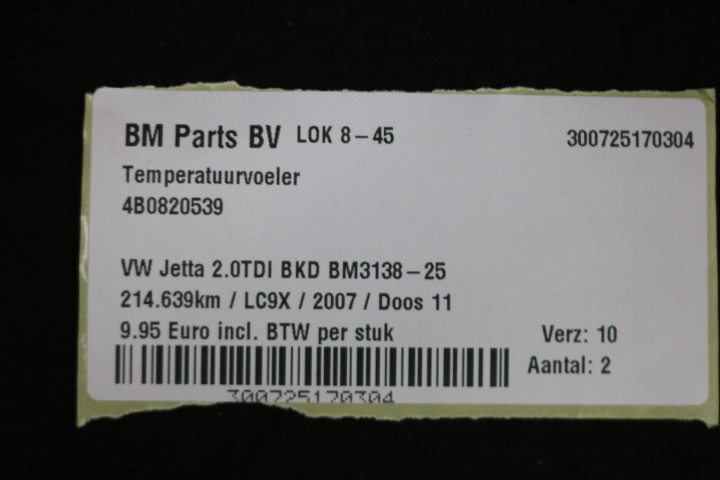 BM Parts BV LOK 8-45 300725170304
Temperatuurvoeler
4B0820539
VW Jetta 2.0TDI BKD BM3138-25
214.639km / LC9X / 2007 / Doos 11
9.95 Euro incl. BTW per stuk Verz: 10
Aantal: 2
300725170304